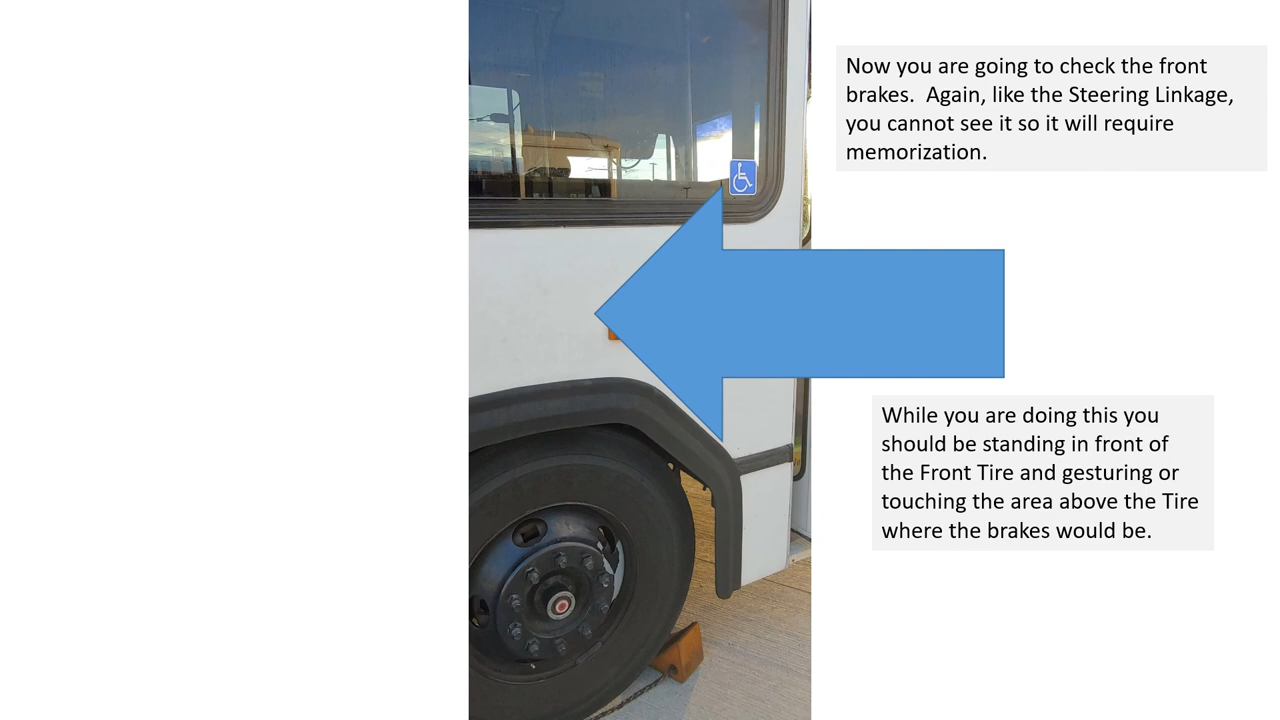 Now you are going to check the front
brakes.  Again, like the Steering Linkage,
you cannot see it so it will require
memorization.
While you are doing this you
should be standing in front of
the Front Tire and gesturing or
touching the area above the Tire
where the brakes would be.